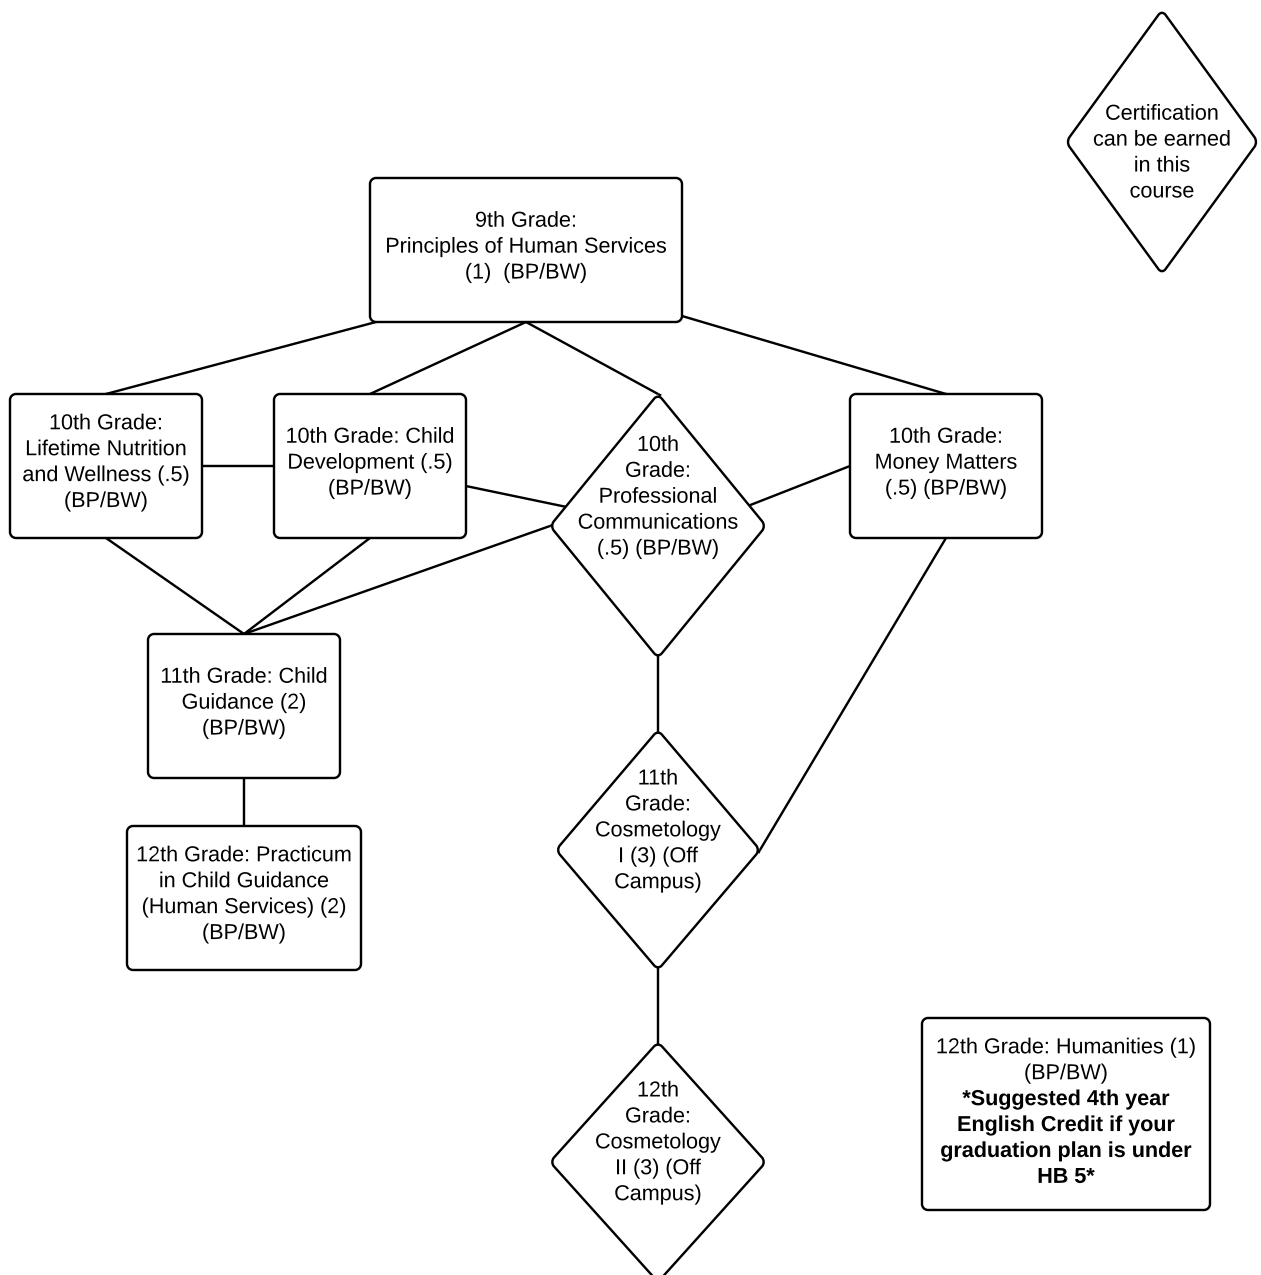 Certification
can be earned
in this
course
9th Grade:
Principles of Human Services
(1)  (BP/BW)
10th Grade:
Lifetime Nutrition
and Wellness (.5)
(BP/BW)
10th Grade: Child
Development (.5)
(BP/BW)
10th
Grade:
Professional
Communications
(.5) (BP/BW)
10th Grade:
Money Matters
(.5) (BP/BW)
11th Grade: Child
Guidance (2)
(BP/BW)
11th
Grade:
Cosmetology
I (3) (Off
Campus)
12th Grade: Practicum
in Child Guidance
(Human Services) (2)
(BP/BW)
12th
Grade:
Cosmetology
II (3) (Off
Campus)
12th Grade: Humanities (1)
(BP/BW)
*Suggested 4th year
English Credit if your
graduation plan is under
HB 5*